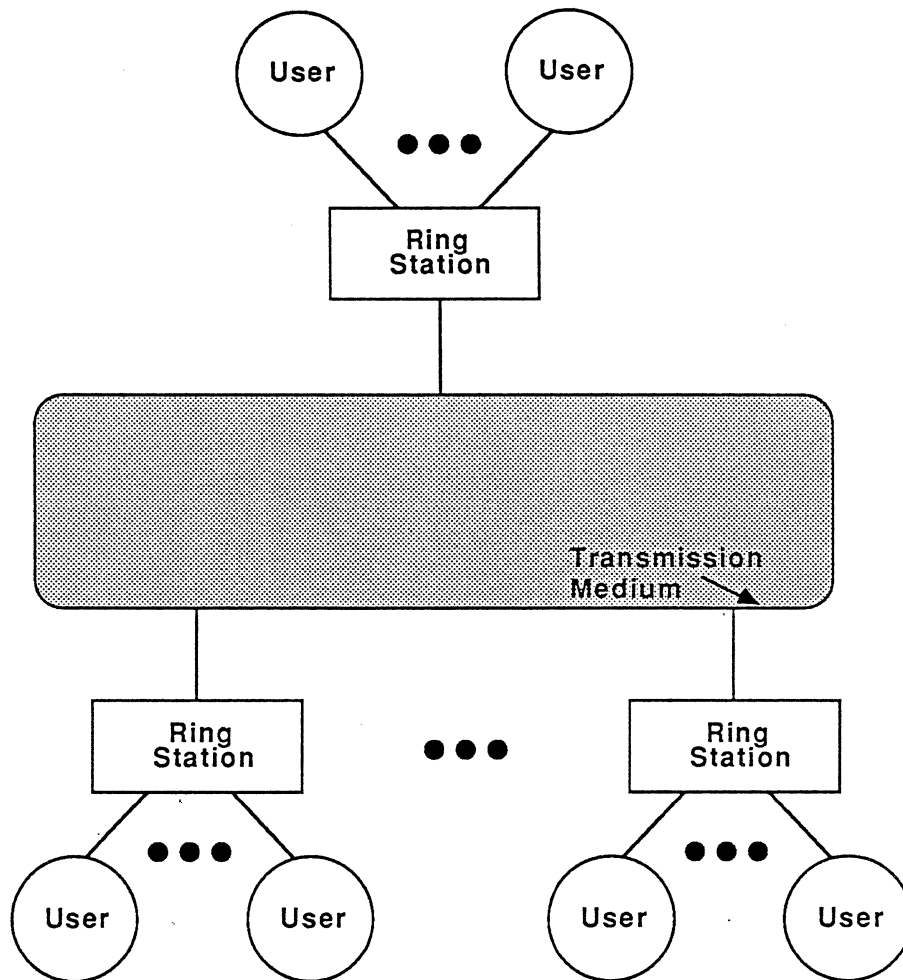 User
User
Ring
Station
Transmission
Medium
Ring
Station
Ring
Station
User
User
User
User